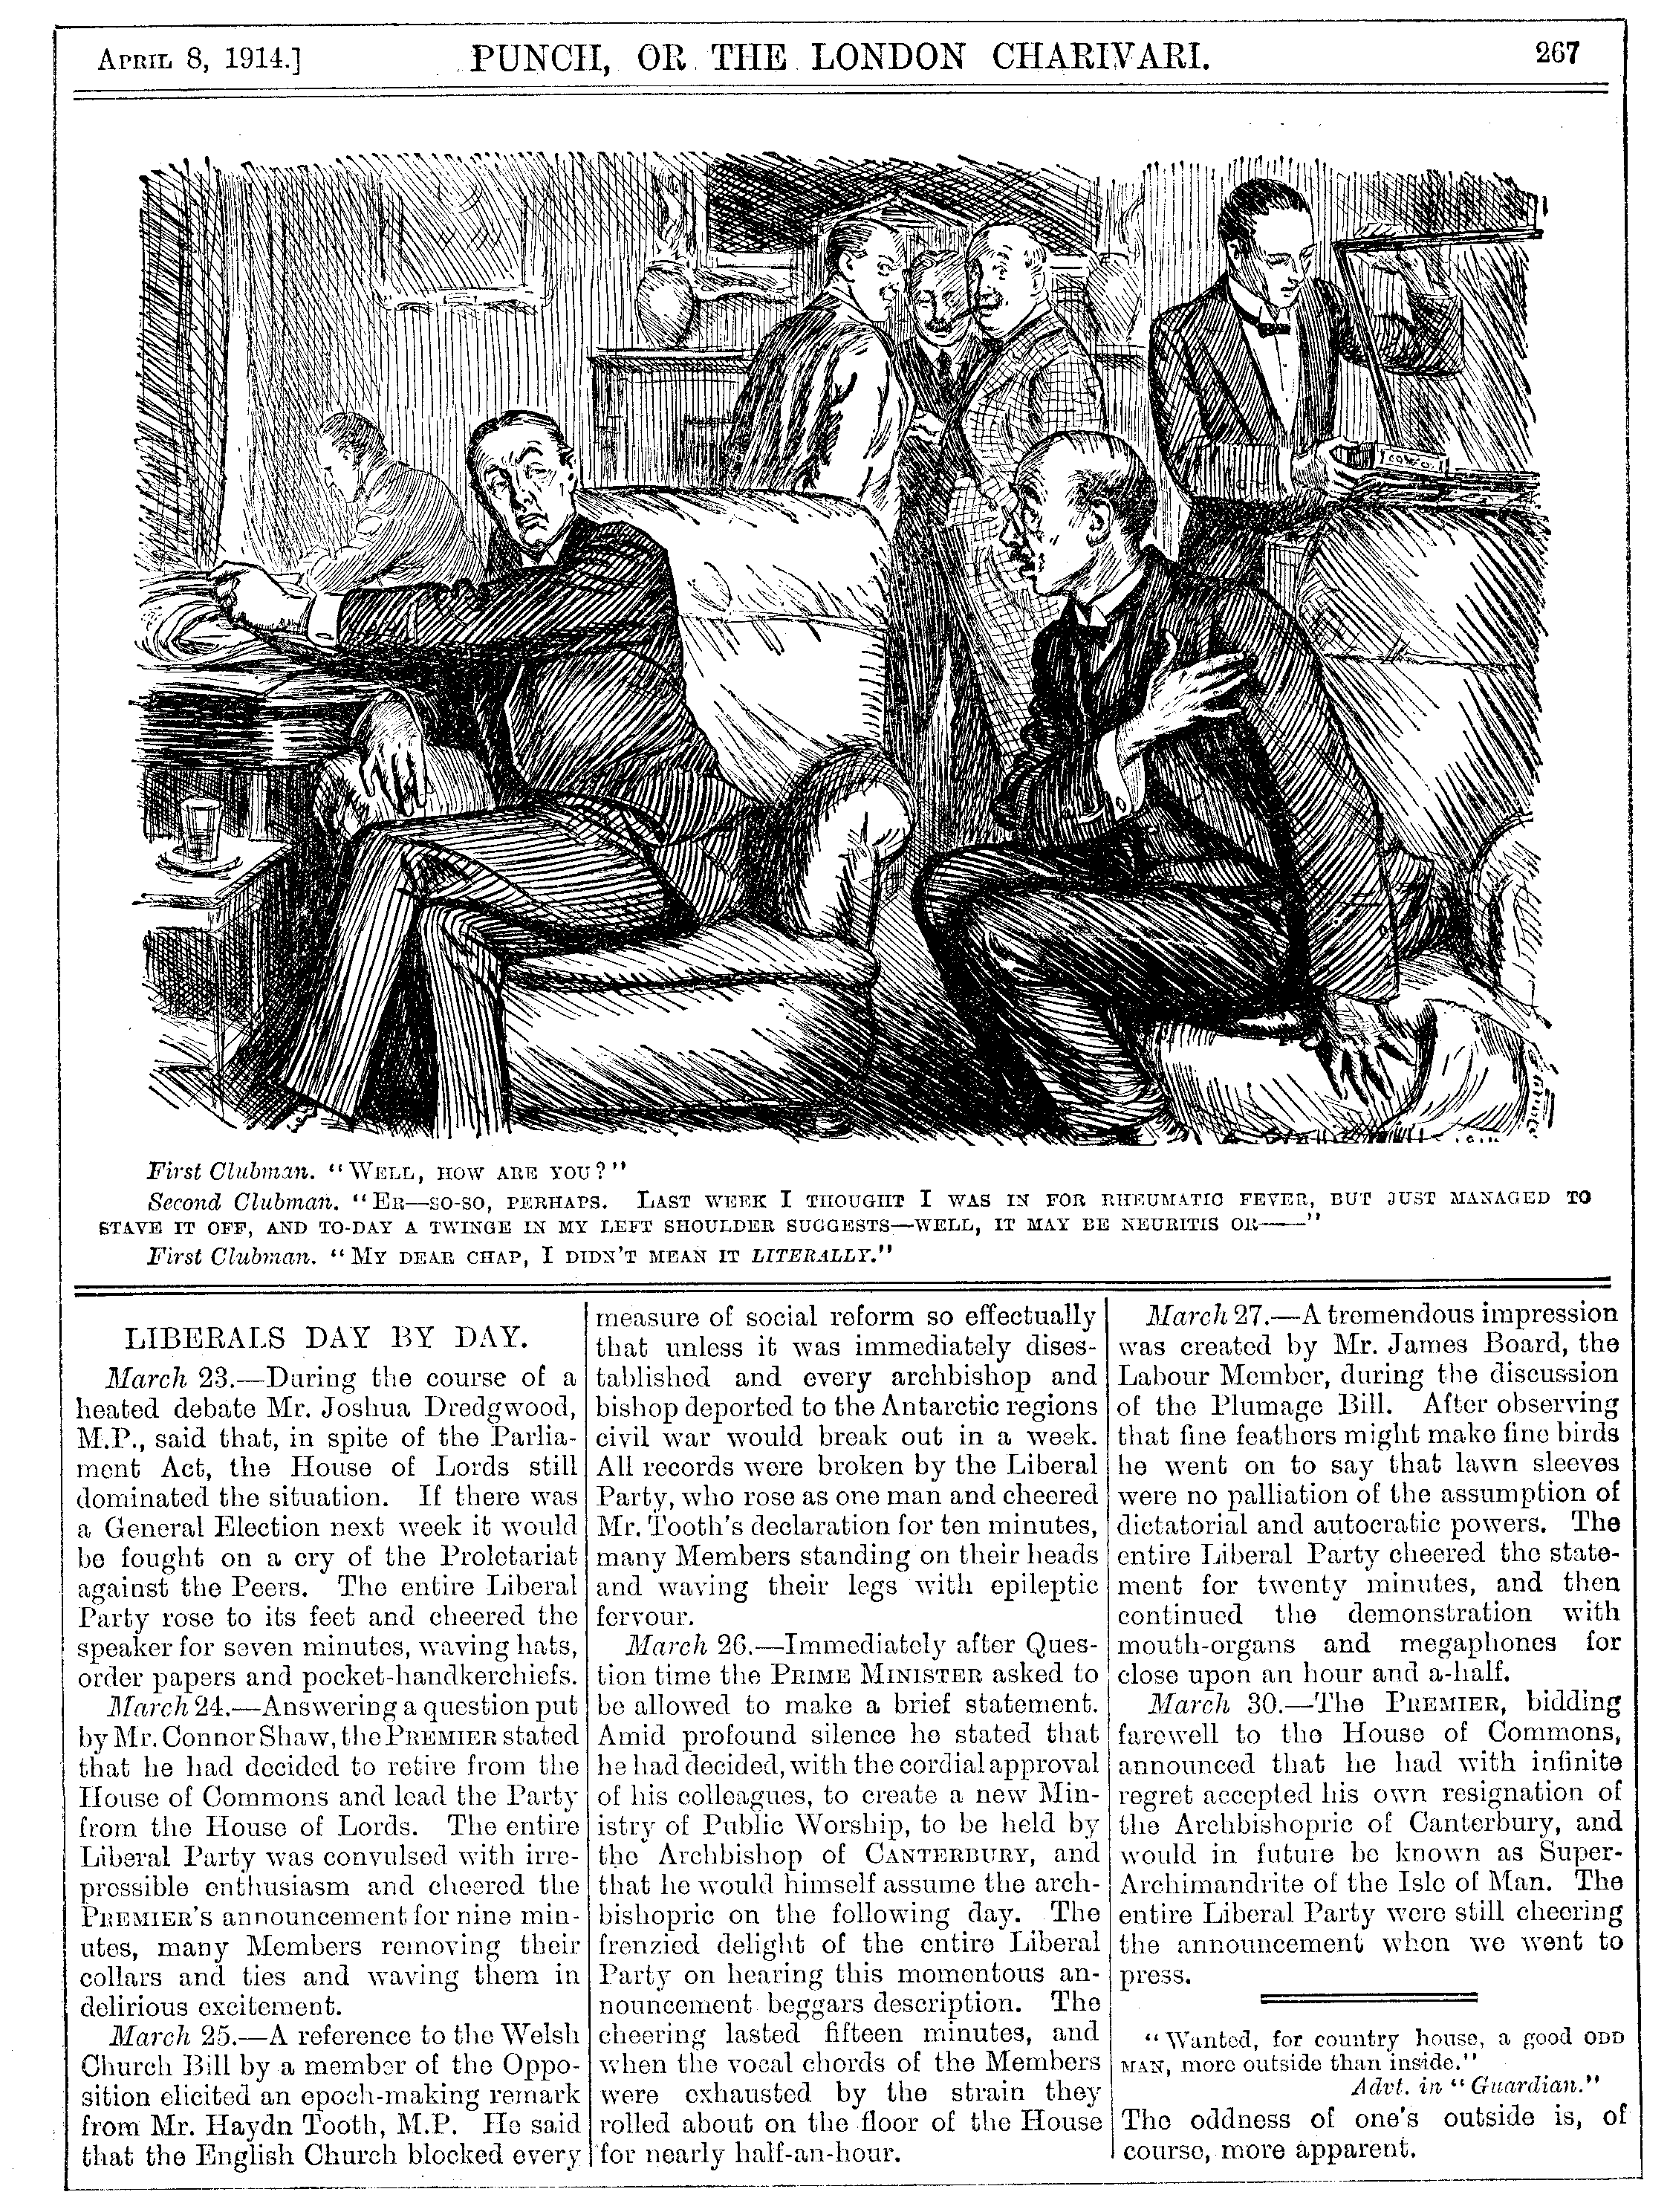 APRIL 8, 1914.] PUNCH, OR THE LONDON CHARIVARI. 267
First Clubman. "WELL, HOW ARE YOU?"
Second Clubman. "ER—SO-SO, PERHAPS. LAST WEEK I THOUGHT I WAS IN FOR RHEUMATIC FEVER, BUT JUST MANAGED TO
STAVE IT OFF, AND TO-DAY A TWINGE IN MY LEFT SHOULDER SUGGESTS—WELL, IT MAY BE NEURITIS OR——"
First Clubman. "MY DEAR CHAP, I DIDN'T MEAN IT LITERALLY."
LIBERALS DAY BY DAY.
March 23.—During the course of a
heated debate Mr. Joshua Dredgwood,
M.P., said that, in spite of the Parlia-
ment Act, the House of Lords still
dominated the situation. If there was
a General Election next week it would
be fought on a cry of the Proletariat
against the Peers. The entire Liberal
Party rose to its feet and cheered the
speaker for seven minutes, waving hats,
order papers and pocket-handkerchiefs.
March 24.—Answering a question put
by Mr. Connor Shaw, the PREMIER stated
that he had decided to retire from the
House of Commons and lead the Party
from the House of Lords. The entire
Liberal Party was convulsed with irre-
pressible enthusiasm and cheered the
PREMIER'S announcement for nine min-
utes, many Members removing their
collars and ties and waving them in
delirious excitement.
March 25.—A reference to the Welsh
Church Bill by a member of the Oppo-
sition elicited an epoch-making remark
from Mr. Haydn Tooth, M.P. He said
that the English Church blocked every
measure of social reform so effectually
that unless it was immediately dises-
tablished and every archbishop and
bishop deported to the Antarctic regions
civil war would break out in a week.
All records were broken by the Liberal
Party, who rose as one man and cheered
Mr. Tooth's declaration for ten minutes,
many Members standing on their heads
and waving their legs with epileptic
fervour.
March 26.—Immediately after Ques-
tion time the PRIME MINISTER asked to
be allowed to make a brief statement.
Amid profound silence he stated that
he had decided, with the cordial approval
of his colleagues, to create a new Min-
istry of Public Worship, to be held by
the Archbishop of CANTERBURY, and
that he would himself assume the arch-
bishopric on the following day. The
frenzied delight of the entire Liberal
Party on hearing this momentous an-
nouncement beggars description. The
cheering lasted fifteen minutes, and
when the vocal chords of the Members
were exhausted by the strain they
rolled about on the floor of the House
for nearly half-an-hour.
March 27.—A tremendous impression
was created by Mr. James Board, the
Labour Member, during the discussion
of the Plumage Bill. After observing
that fine feathers might make fine birds
he went on to say that lawn sleeves
were no palliation of the assumption of
dictatorial and autocratic powers. The
entire Liberal Party cheered the state-
ment for twenty minutes, and then
continued the demonstration with
mouth-organs and megaphones for
close upon an hour and a-half.
March 30.—The PREMIER, bidding
farewell to the House of Commons,
announced that he had with infinite
regret accepted his own resignation of
the Archbishopric of Canterbury, and
would in future be known as Super-
Archimandrite of the Isle of Man. The
entire Liberal Party were still cheering
the announcement when we went to
press.
"Wanted, for country house, a good ODD
MAN, more outside than inside."
Advt. in "Guardian."
The oddness of one's outside is, of
course, more apparent.